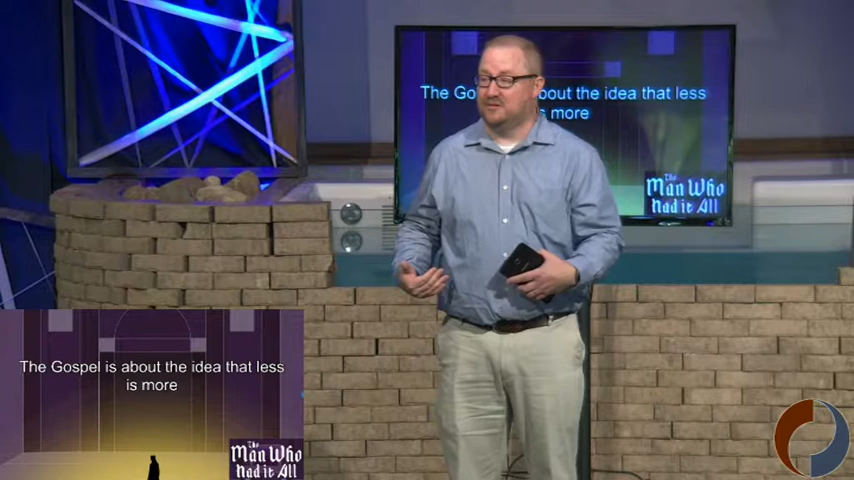 The Go about the idea that less
s more
The
Man Who
Had it All
The Gospel is about the idea that less
is more
The
Man Who
Had it All